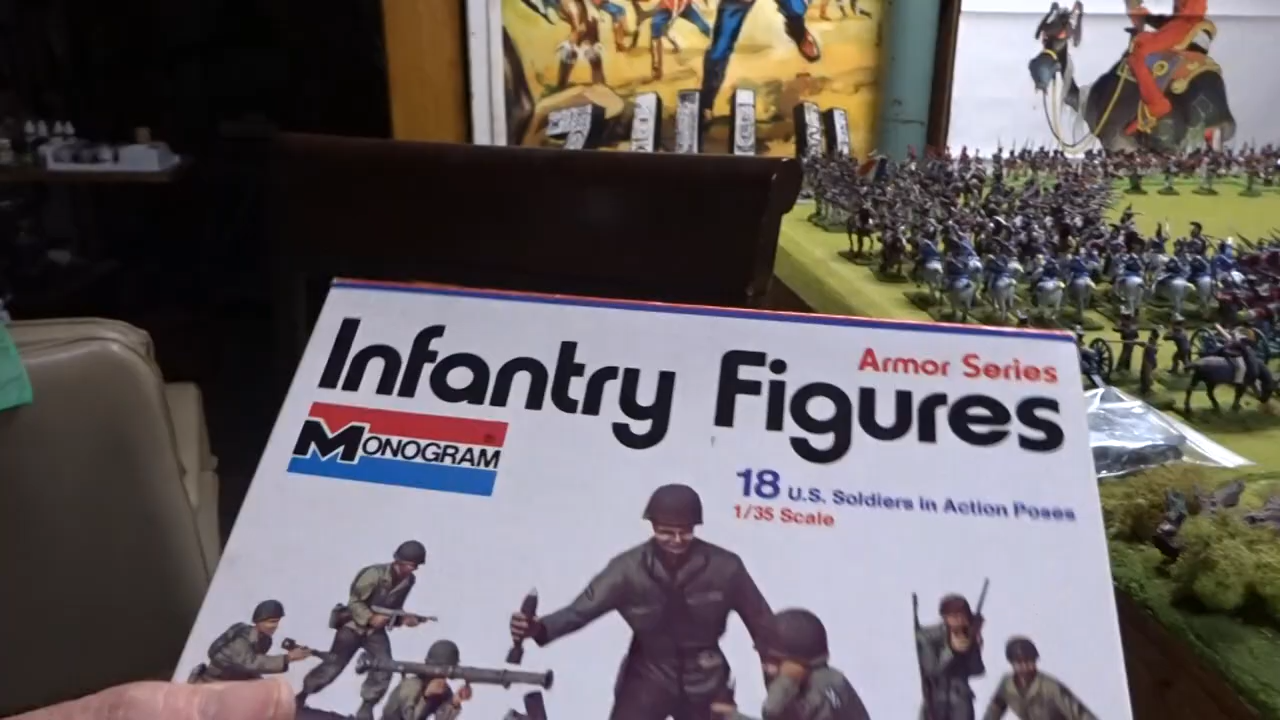 Infantry Figures
Armor Series
MONOGRAM
18 U.S. Soldiers in Action Poses
1/35 Scale